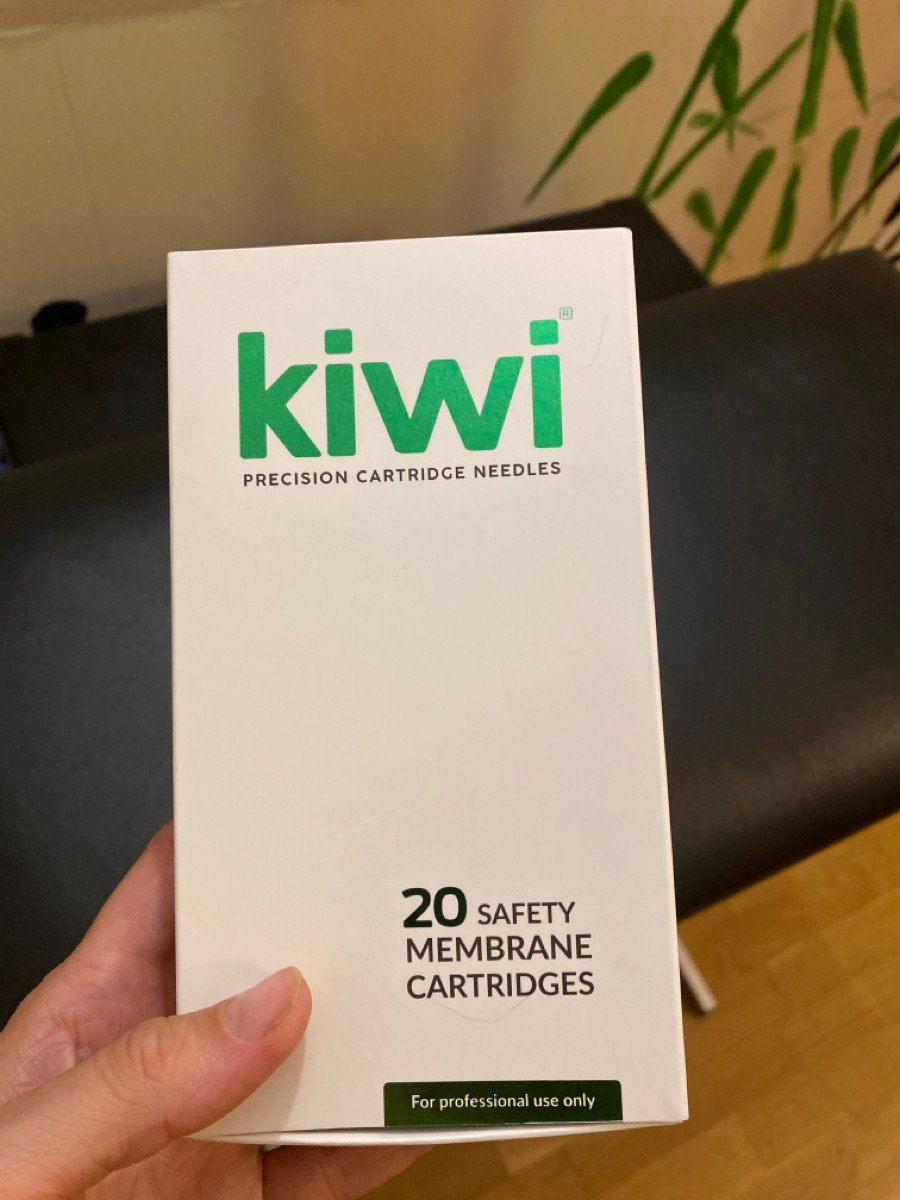 kiwi®
PRECISION CARTRIDGE NEEDLES
20 SAFETY
MEMBRANE
CARTRIDGES
For professional use only